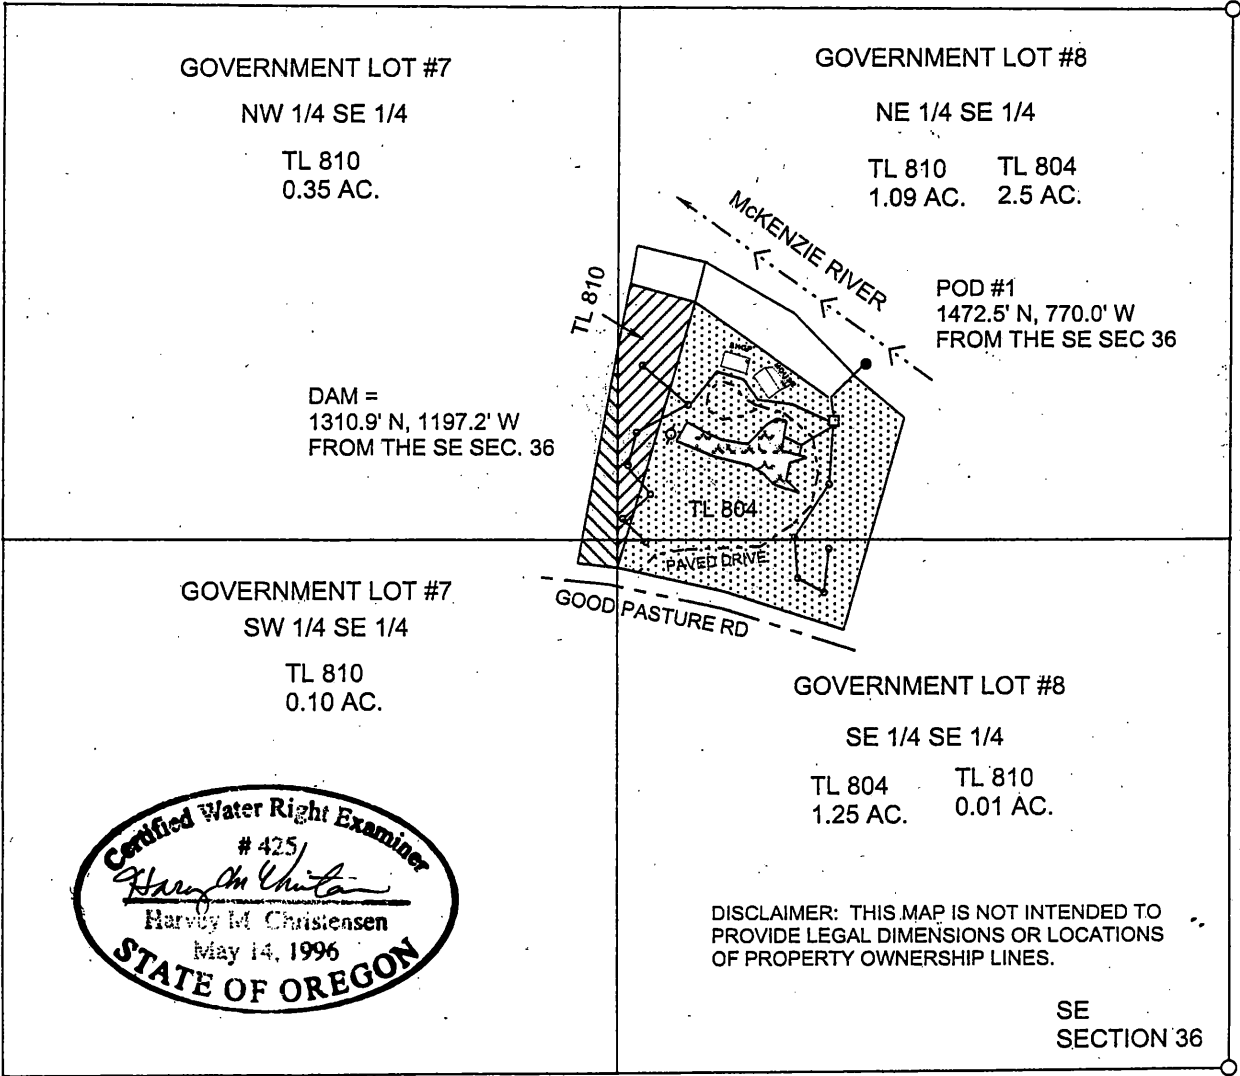 GOVERNMENT LOT #7
NW 1/4 SE 1/4
TL 810
0.35 AC.
GOVERNMENT LOT #8
NE 1/4 SE 1/4
TL 810 TL 804
1.09 AC. 2.5 AC.
McKENZIE RIVER
POD #1
1472.5' N, 770.0' W
FROM THE SE SEC 36
TL 810
DAM =
1310.9' N, 1197.2' W
FROM THE SE SEC. 36
SHOP
HOUSE
TL 804
PAVED DRIVE
GOOD PASTURE RD
GOVERNMENT LOT #7
SW 1/4 SE 1/4
TL 810
0.10 AC.
GOVERNMENT LOT #8
SE 1/4 SE 1/4
TL 804 TL 810
1.25 AC. 0.01 AC.
Certified Water Right Examiner
# 425
Harvey M. Christensen
May 14, 1996
STATE OF OREGON
DISCLAIMER: THIS MAP IS NOT INTENDED TO
PROVIDE LEGAL DIMENSIONS OR LOCATIONS
OF PROPERTY OWNERSHIP LINES.
SE
SECTION 36